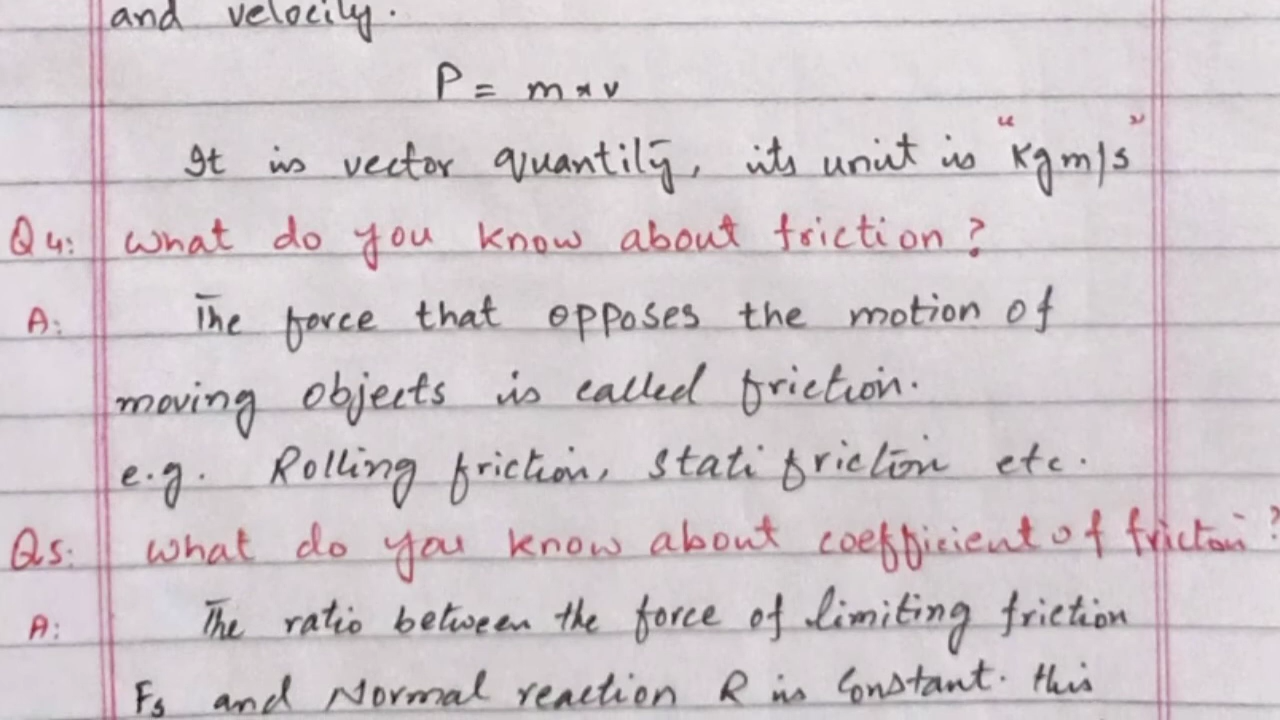 and velocity.
P = m × v
It is vector quantity, its unit is "Kgm/s"
Q4: What do you know about friction?
A: The force that opposes the motion of
moving objects is called friction.
e.g. Rolling friction, stati friction etc.
Q5: What do you know about coefficient of friction?
A: The ratio between the force of limiting friction
Fs and Normal reaction R is Constant. this